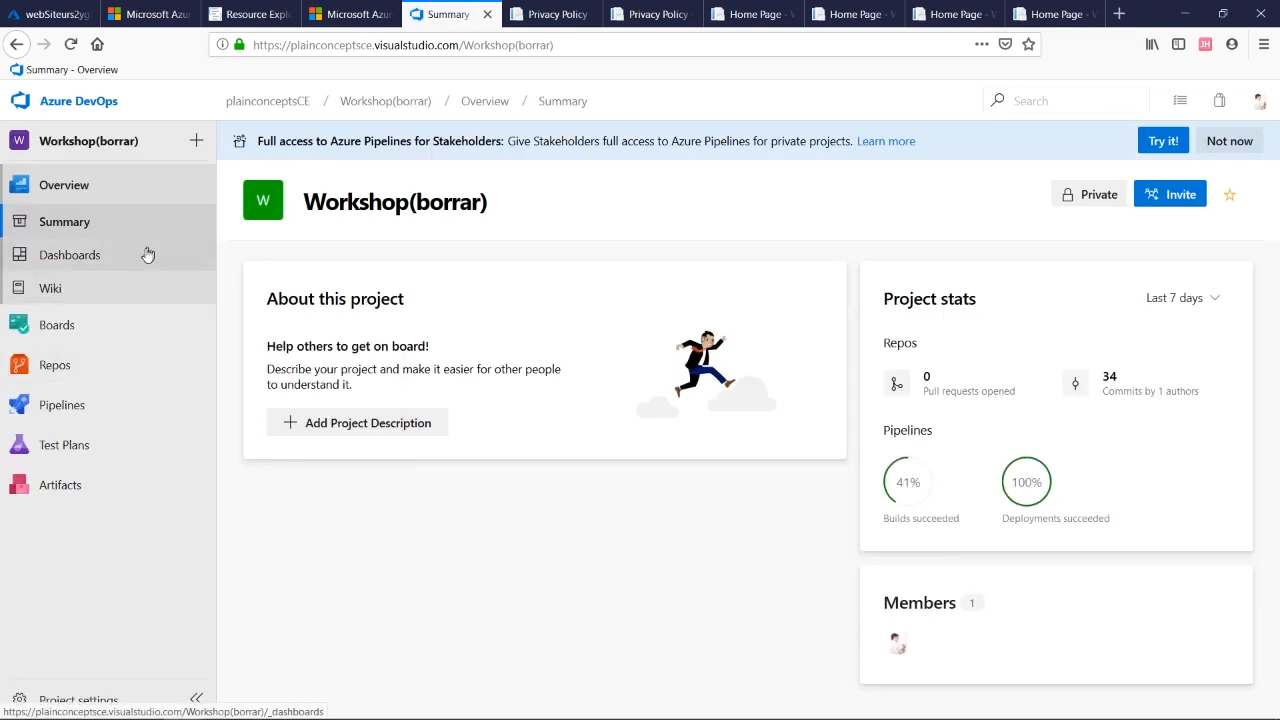 webSiteurs2yg
Microsoft Azu
Resource Expl
Microsoft Azu
Summary
Privacy Policy
Privacy Policy
Home Page - V
Home Page - V
Home Page - V
Home Page - V
https://plainconceptsce.visualstudio.com/Workshop(borrar)
Summary - Overview
Azure DevOps
plainconceptsCE / Workshop(borrar) / Overview / Summary
Search
W Workshop(borrar)
Full access to Azure Pipelines for Stakeholders: Give Stakeholders full access to Azure Pipelines for private projects. Learn more
Try it!
Not now
Overview
Summary
Dashboards
Wiki
Boards
Repos
Pipelines
Test Plans
Artifacts
Project settings
W Workshop(borrar)
Private
Invite
About this project
Help others to get on board!
Describe your project and make it easier for other people
to understand it.
Add Project Description
Project stats
Last 7 days
Repos
0
Pull requests opened
34
Commits by 1 authors
Pipelines
41%
Builds succeeded
100%
Deployments succeeded
Members 1
https://plainconceptsce.visualstudio.com/Workshop(borrar)/_dashboards